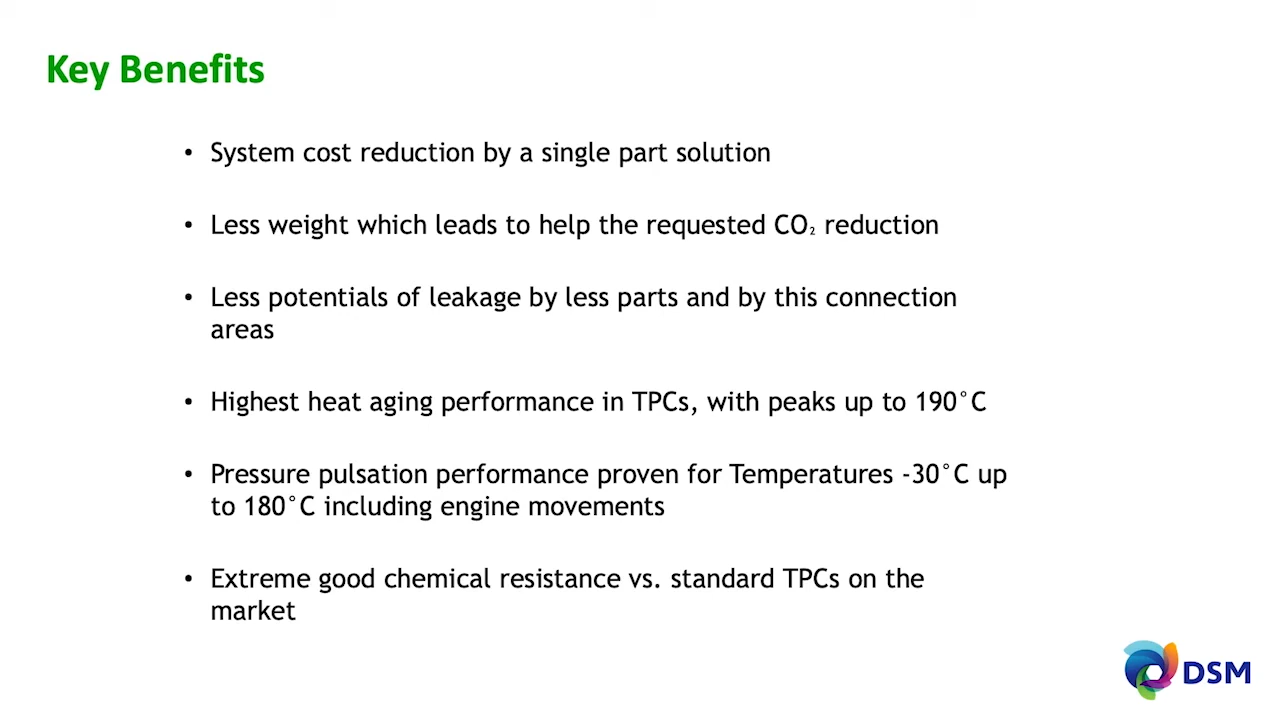 Key Benefits
• System cost reduction by a single part solution
• Less weight which leads to help the requested CO₂ reduction
• Less potentials of leakage by less parts and by this connection
areas
• Highest heat aging performance in TPCs, with peaks up to 190°C
• Pressure pulsation performance proven for Temperatures -30°C up
to 180°C including engine movements
• Extreme good chemical resistance vs. standard TPCs on the
market
DSM